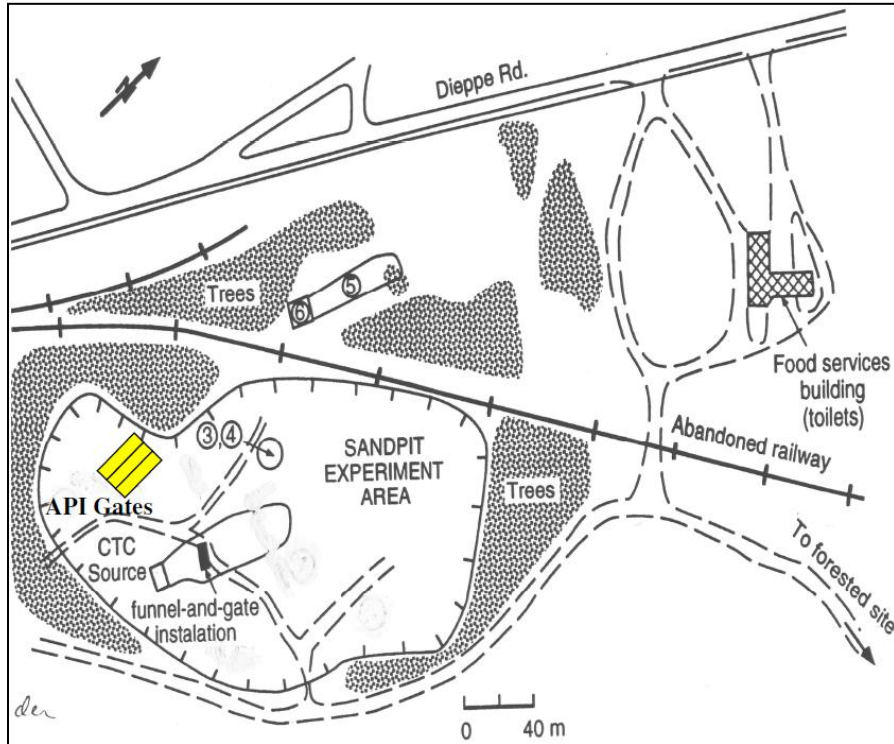 N
Dieppe Rd.
Trees
6
5
Food services
building
(toilets)
3,4
SANDPIT
EXPERIMENT
AREA
Abandoned railway
Trees
API Gates
CTC
Source
funnel-and-gate
instalation
To forested site
0 40 m